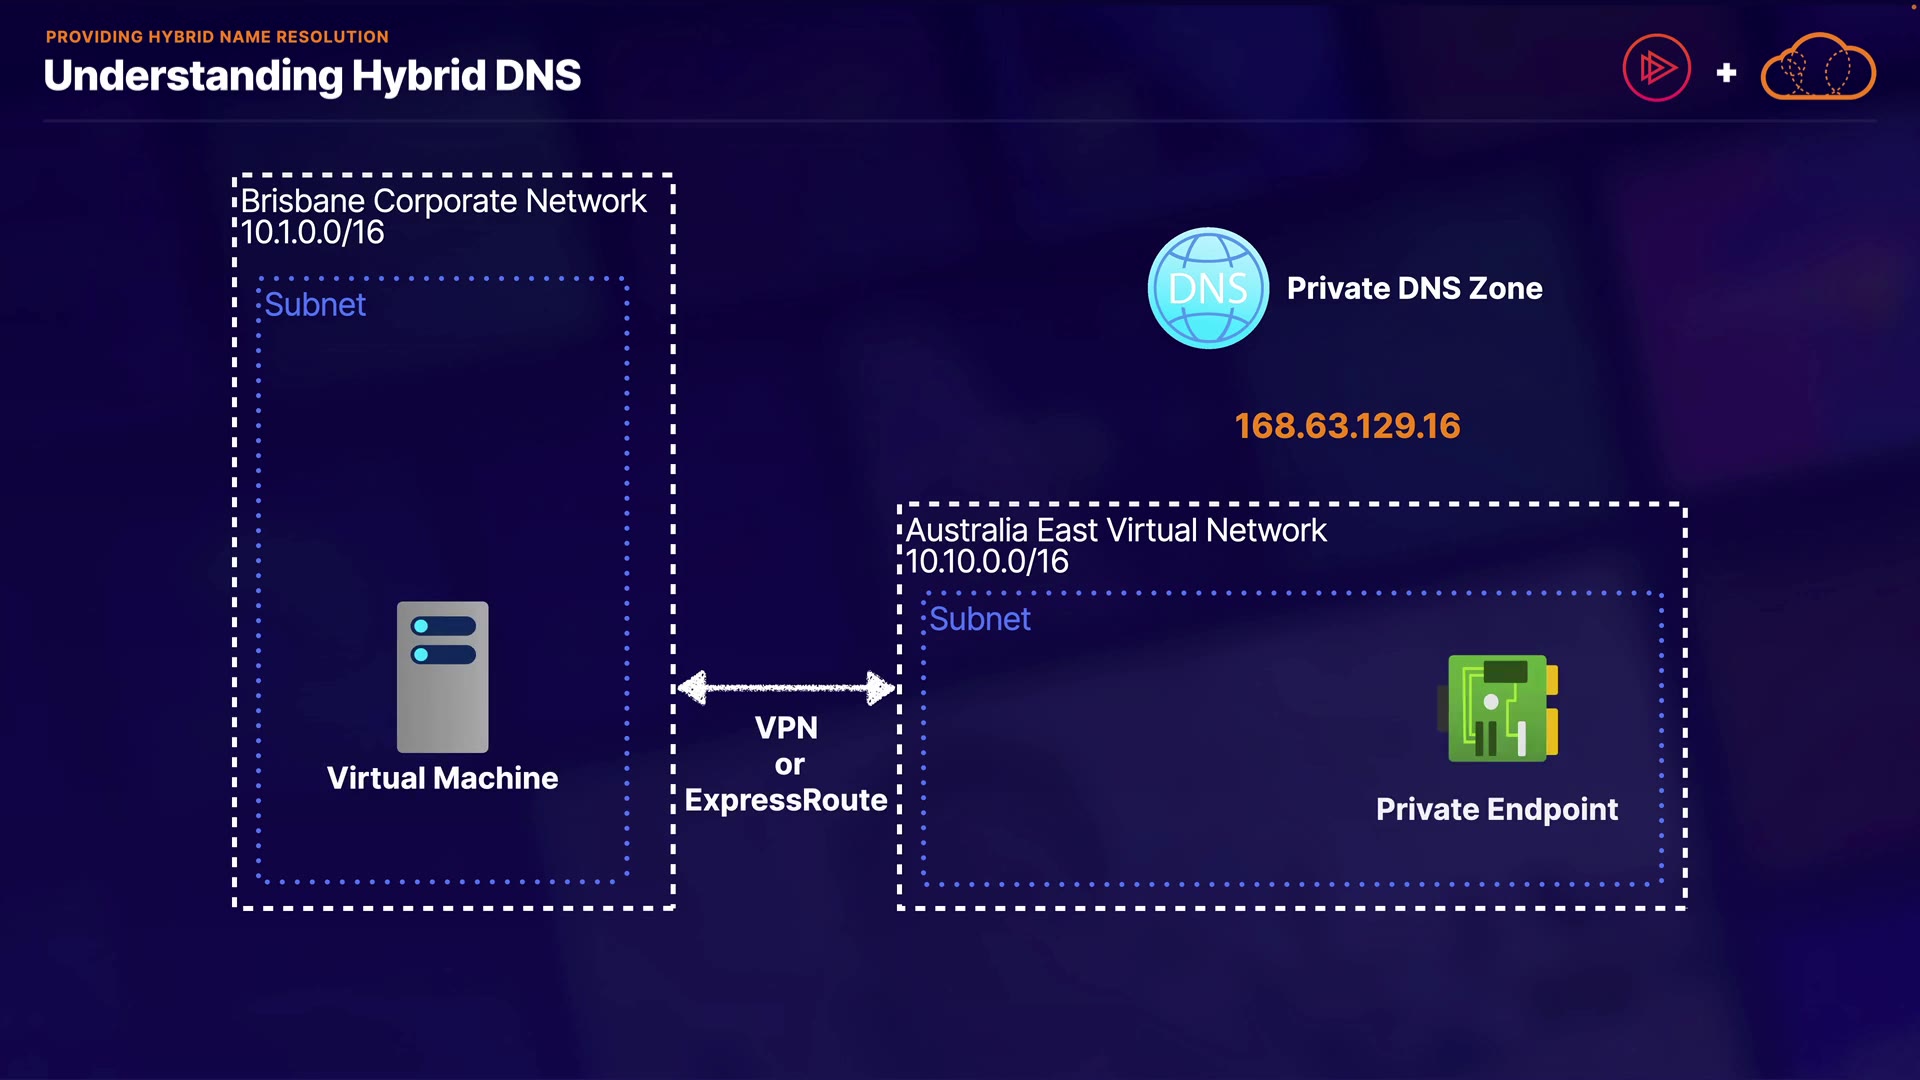 PROVIDING HYBRID NAME RESOLUTION
Understanding Hybrid DNS
Brisbane Corporate Network
10.1.0.0/16
Subnet
Virtual Machine
VPN
or
ExpressRoute
DNS
Private DNS Zone
168.63.129.16
Australia East Virtual Network
10.10.0.0/16
Subnet
Private Endpoint